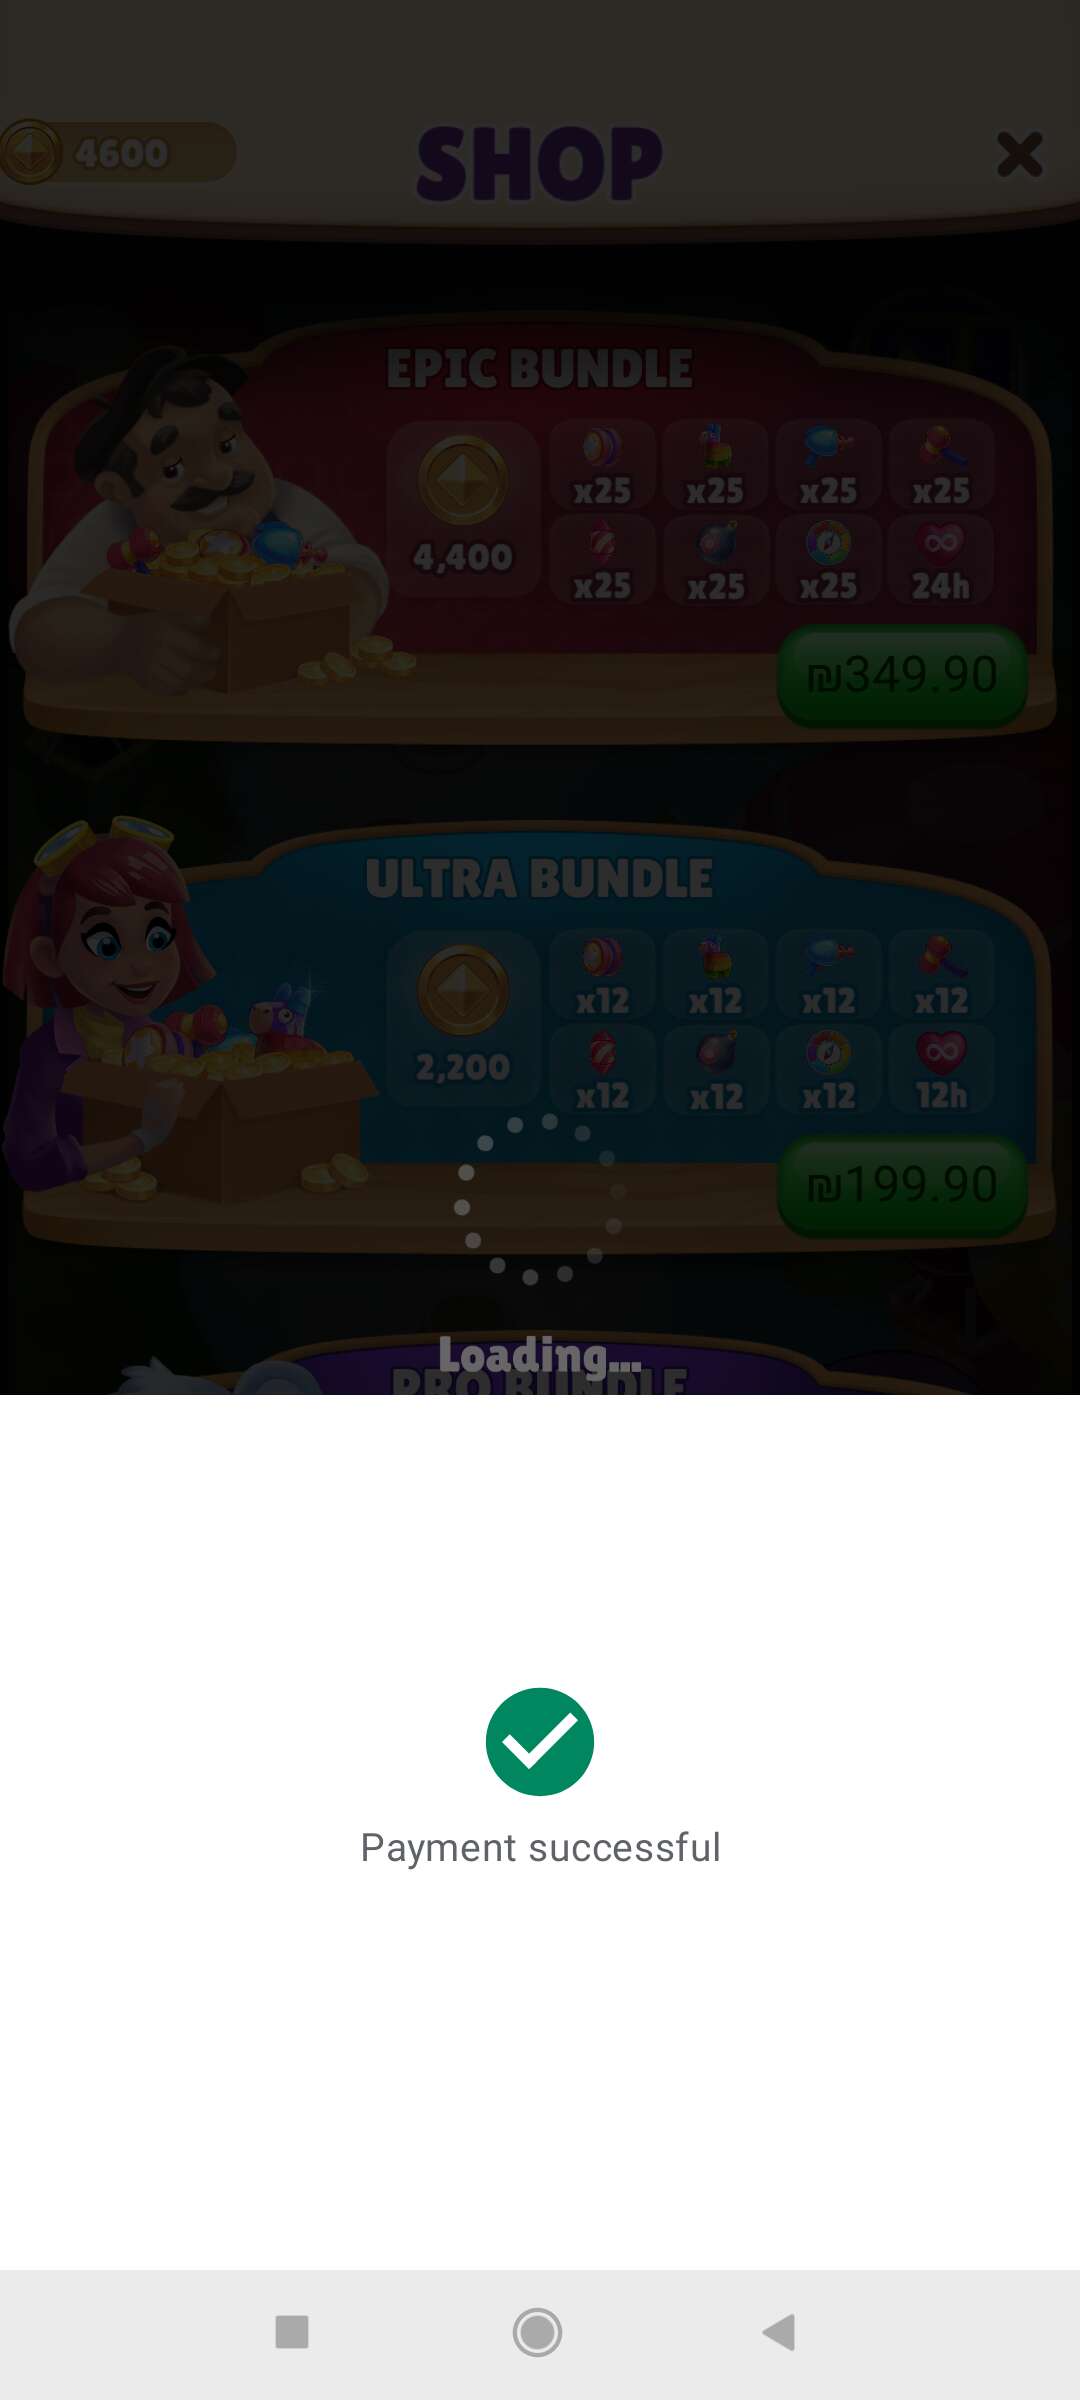 4600
SHOP
EPIC BUNDLE
4,400
x25 x25 x25 x25
x25 x25 x25 24h
₪349.90
ULTRA BUNDLE
2,200
x12 x12 x12 x12
x12 x12 x12 12h
₪199.90
Loading...
PRO BUNDLE
Payment successful